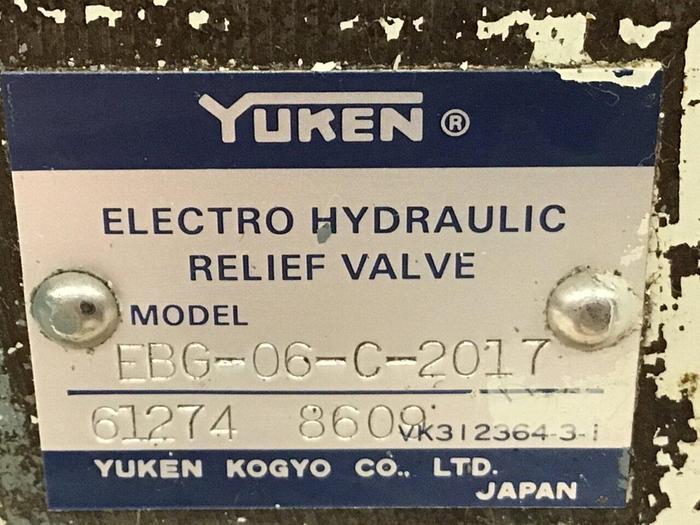 YUKEN ®
ELECTRO HYDRAULIC
RELIEF VALVE
MODEL
EBG-06-C-2017
61274 8609 VK312364-3-1
YUKEN KOGYO CO., LTD.
JAPAN